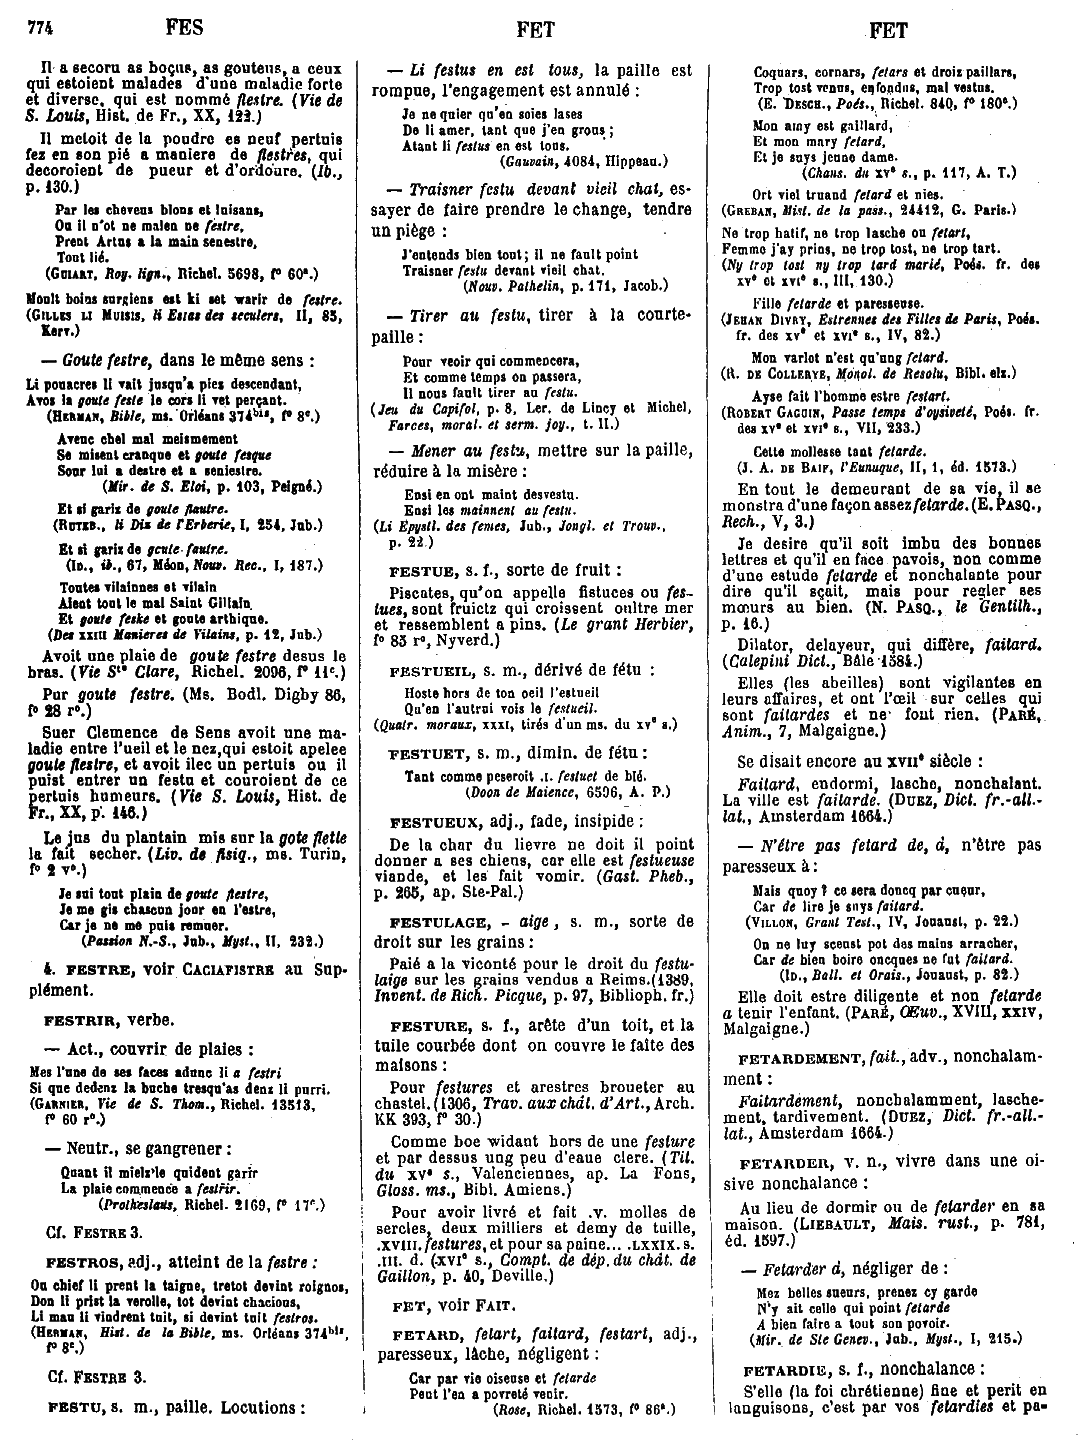 774 FES FET FET
Il a secoru as boçus, as gouteus, a ceux
qui estoient malades d'une maladie forte
et diverse, qui est nommé flestre. (Vie de
S. Louis, Hist. de Fr., XX, 122.)
Il metoit de la poudre es neuf pertuis
fez en son pié a maniere de flestres, qui
decoroient de pueur et d'ordoure. (Ib.,
p. 130.)
Par les cheveus blons et luisans,
Ou il n'ot ne malen ne festre,
Prent Artus a la main senestre,
Tout lié.
(GUIART, Roy. lign., Richel. 5698, f° 60ᵃ.)
Moult boins surgiens est ki set warir de festre.
(GILLES LI MUISIS, li Estas des seculers, II, 85,
Kerv.)
— Goute festre, dans le même sens :
Li pouacres li vait jusqu'a piés descendant,
Avos la goute feste le cors li vet perçant.
(HERMAN, Bible, ms. Orléans 374bis, f° 8ᶜ.)
Avenc chel mal meismement
Se misent cranque et goute fesque
Sour lui a destre et a seniestre.
(Mir. de S. Eloi, p. 103, Peigné.)
Et si gariz de goute flautre.
(RUTEB., li Diz de l'Erberie, I, 254, Jub.)
Et si gariz de goute fautre.
(ID., ib., 67, Méon, Nouv. Rec., I, 187.)
Toutes vilainnes et vilain
Aient tout le mal Saint Gillain
Et goute feske et goute arthique.
(Des XXIII Manieres de Vilains, p. 12, Jub.)
Avoit une plaie de goute festre desus le
bras. (Vie Sᵗᵉ Clare, Richel. 2096, f° 11ᶜ.)
Pur goute festre. (Ms. Bodl. Digby 86,
f° 28 r°.)
Suer Clemence de Sens avoit une ma-
ladie entre l'ueil et le nez, qui estoit apelee
goute flestre, et avoit ilec un pertuis ou il
puist entrer un festu et couroient de ce
pertuis humeurs. (Vie S. Louis, Hist. de
Fr., XX, p. 146.)
Le jus du plantain mis sur la gote fletle
la fait secher. (Liv. de fisiq., ms. Turin,
f° 2 v°.)
Je sui tout plain de goute flestre,
Je me gis chascun jour en l'estre,
Car je ne me puis remuer.
(Passion N.-S., Jub., Myst., II, 232.)
4. FESTRE, voir CACIAFISTRE au Sup-
plément.
FESTRIR, verbe.
— Act., couvrir de plaies :
Mes l'une de ses faces adunc li a festri
Si que dedenz la buche tresqu'as denz li purri.
(GARNIER, Vie de S. Thom., Richel. 13513,
f° 60 r°.)
— Neutr., se gangrener :
Quant il mielz le quident garir
La plaie commence a festrir.
(Protheslaus, Richel. 2169, f° 17ᶜ.)
Cf. FESTRE 3.
FESTROS, adj., atteint de la festre :
Ou chief li prent la taigne, tretot devint roignos,
Don li prist la verolle, tot devint chacious,
Li mau li vindrent tuit, si devint tuit festros.
(HERMAN, Hist. de la Bible, ms. Orléans 374bis,
f° 8ᶜ.)
Cf. FESTRE 3.
FESTU, s. m., paille. Locutions :
— Li festus en est tous, la paille est
rompue, l'engagement est annulé :
Je ne quier qu'en soies lases
De li amer, tant que j'en grous ;
Atant li festus en est tous.
(Gauvain, 4084, Hippeau.)
— Traisner festu devant vieil chat, es-
sayer de faire prendre le change, tendre
un piège :
J'entends bien tout; il ne fault point
Traisner festu devant vieil chat.
(Nouv. Pathelin, p. 171, Jacob.)
— Tirer au festu, tirer à la courte-
paille :
Pour veoir qui commencera,
Et comme temps on passera,
Il nous fault tirer au festu.
(Jeu du Capifol, p. 8, Ler. de Lincy et Michel,
Farces, moral. et serm. joy., t. II.)
— Mener au festu, mettre sur la paille,
réduire à la misère :
Ensi en ont maint desvestu.
Ensi les mainnent au festu.
(Li Epystl. des femes, Jub., Jongl. et Trouv.,
p. 22.)
FESTUE, s. f., sorte de fruit :
Piscates, qu'on appelle fistuces ou fes-
tues, sont fruictz qui croissent oultre mer
et ressemblent a pins. (Le grant Herbier,
f° 83 r°, Nyverd.)
FESTUEIL, s. m., dérivé de fétu :
Hoste hors de ton oeil l'estueil
Qu'en l'autrui vois le festueil.
(Quatr. moraux, XXXI, tirés d'un ms. du XVᵉ s.)
FESTUET, s. m., dimin. de fétu :
Tant comme peseroit .I. festuet de blé.
(Doon de Maience, 6596, A. P.)
FESTUEUX, adj., fade, insipide :
De la char du lievre ne doit il point
donner a ses chiens, car elle est festueuse
viande, et les fait vomir. (Gast. Pheb.,
p. 265, ap. Ste-Pal.)
FESTULAGE, - aige, s. m., sorte de
droit sur les grains :
Paié a la viconté pour le droit du festu-
laige sur les grains vendus a Reims. (1389,
Invent. de Rich. Picque, p. 97, Biblioph. fr.)
FESTURE, s. f., arête d'un toit, et la
tuile courbée dont on couvre le faîte des
maisons :
Pour festures et arestres broueter au
chastel. (1306, Trav. aux chât. d'Art., Arch.
KK 393, f° 30.)
Comme boe widant hors de une festure
et par dessus ung peu d'eaue clere. (Tit.
du XVᵉ s., Valenciennes, ap. La Fons,
Gloss. ms., Bibl. Amiens.)
Pour avoir livré et fait .V. molles de
sercles, deux milliers et demy de tuille,
.XVIII. festures, et pour sa paine... .LXXIX. s.
.III. d. (XVIᵉ s., Compt. de dép. du chât. de
Gaillon, p. 40, Deville.)
FET, voir FAIT.
FETARD, felart, failard, festart, adj.,
paresseux, lâche, négligent :
Car par vie oiseuse et fetarde
Peut l'en a povreté venir.
(Rose, Richel. 1573, f° 86ᵃ.)
Coquars, cornars, fetars et droiz paillars,
Trop tost venus, enfondus, mal vestus.
(E. DESCH., Poés., Richel. 840, f° 180ᵃ.)
Mon amy est gaillard,
Et mon mary fetard,
Et je suys jeune dame.
(Chans. du XVᵉ s., p. 117, A. T.)
Ort viel truand fetard et nies.
(GREBAN, Mist. de la pass., 24412, G. Paris.)
Ne trop hatif, ne trop lasche ou fetart,
Femme j'ay prins, ne trop tost, ne trop tart.
(Ny trop tost ny trop tard marié, Poés. fr. des
XVᵉ et XVIᵉ s., III, 130.)
Fille fetarde et paresseuse.
(JEHAN DIVRY, Estrennes des Filles de Paris, Poés.
fr. des XVᵉ et XVIᵉ s., IV, 82.)
Mon varlot n'est qu'ung fetard.
(R. DE COLLERYE, Monol. de Resolu, Bibl. elz.)
Ayse fait l'homme estre festart.
(ROBERT GAGUIN, Passe temps d'oysiveté, Poés. fr.
des XVᵉ et XVIᵉ s., VII, 233.)
Cette mollesse tant fetarde.
(J. A. DE BAIF, l'Eunuque, II, 1, éd. 1573.)
En tout le demeurant de sa vie, il se
monstra d'une façon assez fetarde. (E. PASQ.,
Rech., V, 3.)
Je desire qu'il soit imbu des bonnes
lettres et qu'il en face pavois, non comme
d'une estude fetarde et nonchalante pour
dire qu'il sçait, mais pour regler ses
mœurs au bien. (N. PASQ., le Gentilh.,
p. 16.)
Dilator, delayeur, qui diffère, faitard.
(Calepini Dict., Bâle 1584.)
Elles (les abeilles) sont vigilantes en
leurs affaires, et ont l'œil sur celles qui
sont faitardes et ne font rien. (PARÉ,
Anim., 7, Malgaigne.)
Se disait encore au XVIIᵉ siècle :
Faitard, endormi, lasche, nonchalant.
La ville est faitarde. (DUEZ, Dict. fr.-all.-
lat., Amsterdam 1664.)
— N'être pas fetard de, à, n'être pas
paresseux à :
Mais quoy ? ce sera doncq par cueur,
Car de lire je suys faitard.
(VILLON, Grant Test., IV, Jouaust, p. 22.)
On ne luy sceust pot des mains arracher,
Car de bien boire oncques ne fut faitard.
(ID., Ball. et Orais., Jouaust, p. 82.)
Elle doit estre diligente et non fetarde
a tenir l'enfant. (PARÉ, Œuv., XVIII, XXIV,
Malgaigne.)
FETARDEMENT, fait., adv., nonchalam-
ment :
Faitardement, nonchalamment, lasche-
ment, tardivement. (DUEZ, Dict. fr.-all.-
lat., Amsterdam 1664.)
FETARDER, v. n., vivre dans une oi-
sive nonchalance :
Au lieu de dormir ou de fetarder en sa
maison. (LIEBAULT, Mais. rust., p. 781,
éd. 1597.)
— Fetarder à, négliger de :
Mez belles sueurs, prenez cy garde
N'y ait celle qui point fetarde
A bien faire a tout son povoir.
(Mir. de Ste Genev., Jub., Myst., I, 215.)
FETARDIE, s. f., nonchalance :
S'elle (la foi chrétienne) fine et perit en
languisons, c'est par vos fetardies et pa-